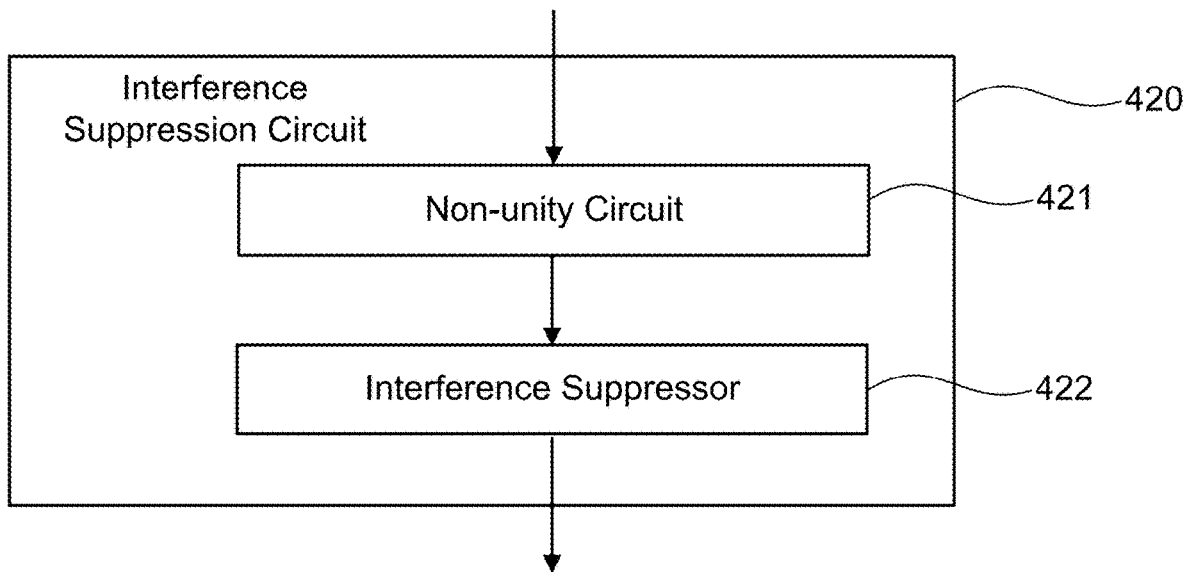 Interference
Suppression Circuit
420
Non-unity Circuit
421
Interference Suppressor
422